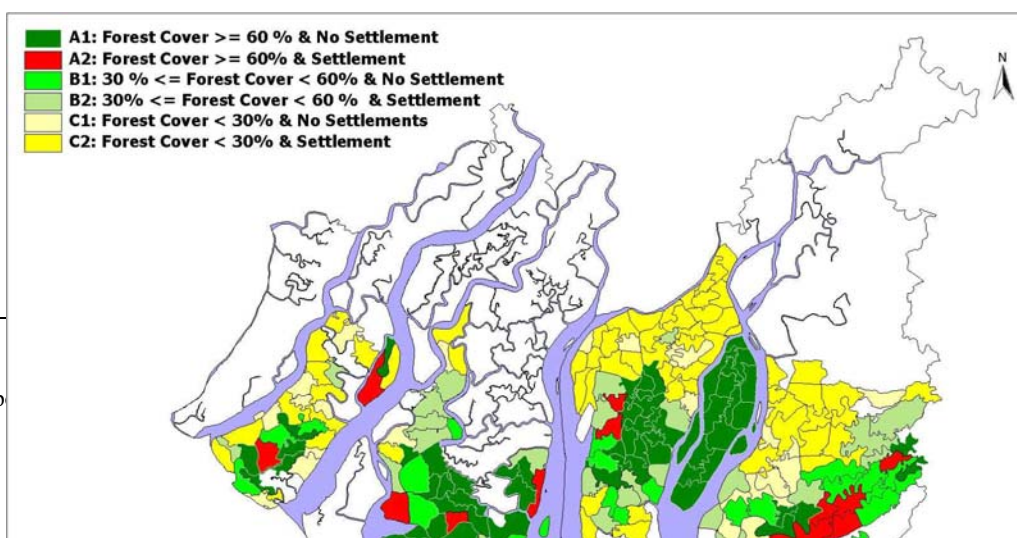 A1: Forest Cover >= 60 % & No Settlement
A2: Forest Cover >= 60% & Settlement
B1: 30 % <= Forest Cover < 60% & No Settlement
B2: 30% <= Forest Cover < 60 % & Settlement
C1: Forest Cover < 30% & No Settlements
C2: Forest Cover < 30% & Settlement
N